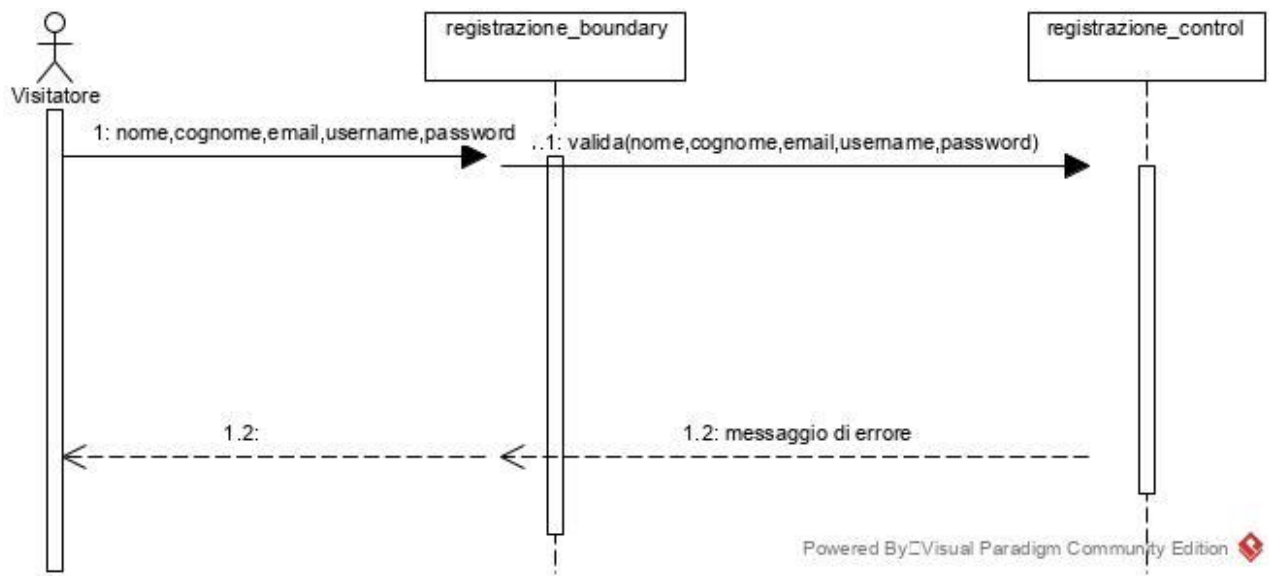 registrazione_boundary
registrazione_control
Visitatore
1: nome,cognome,email,username,password
.1: valida(nome,cognome,email,username,password)
1.2:
1.2: messaggio di errore
Powered By Visual Paradigm Community Edition